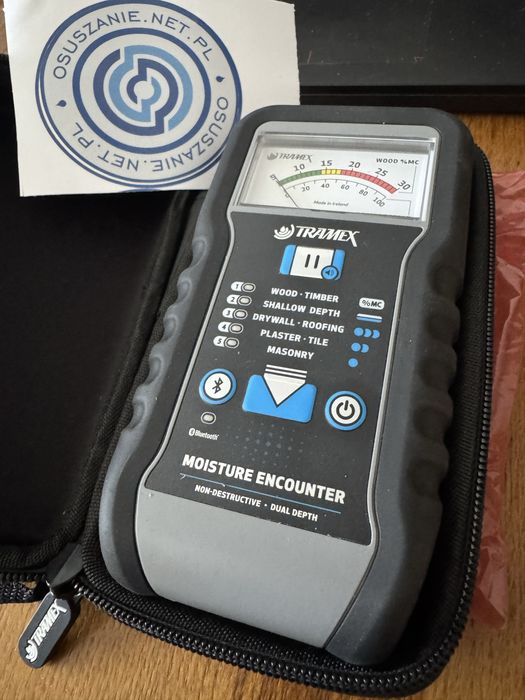 OSUSZANIE.NET.PL
OSUSZANIE.NET.PL
TRAMEX
WOOD %MC
5 10 15 20 25 30
0 20 40 60 80 100
Made in Ireland
TRAMEX
1 WOOD · TIMBER %MC
2 SHALLOW DEPTH
3 DRYWALL · ROOFING
4 PLASTER · TILE
5 MASONRY
Bluetooth®
MOISTURE ENCOUNTER
NON-DESTRUCTIVE · DUAL DEPTH
TRAMEX